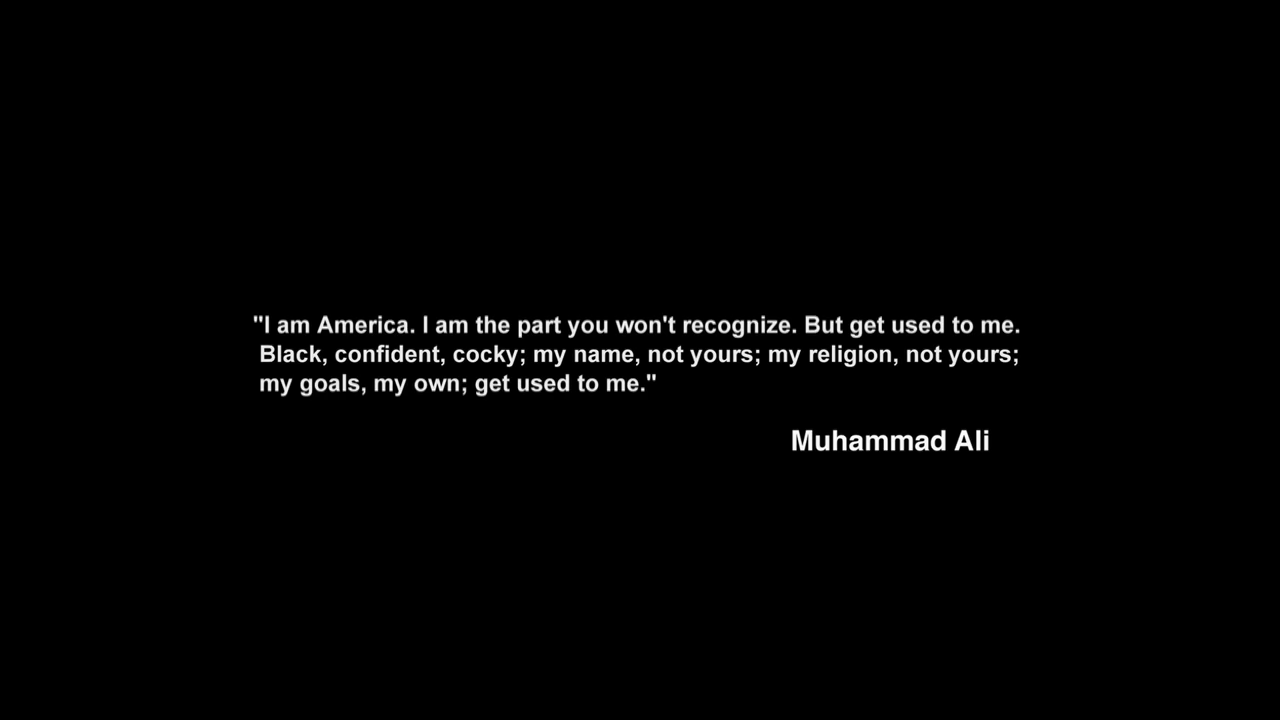 "I am America. I am the part you won't recognize. But get used to me.
Black, confident, cocky; my name, not yours; my religion, not yours;
my goals, my own; get used to me."
Muhammad Ali